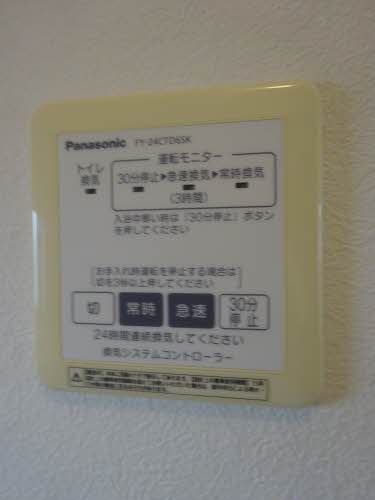 Panasonic FY-24CTD6SK
運転モニター
トイレ
換気
30分停止▶急速換気▶常時換気
(3時間)
入浴中寒い時は「30分停止」ボタン
を押してください
お手入れ時運転を停止する場合は
切を3秒以上押してください
切 常時 急速 30分
停止
24時間連続換気してください
換気システムコントローラー